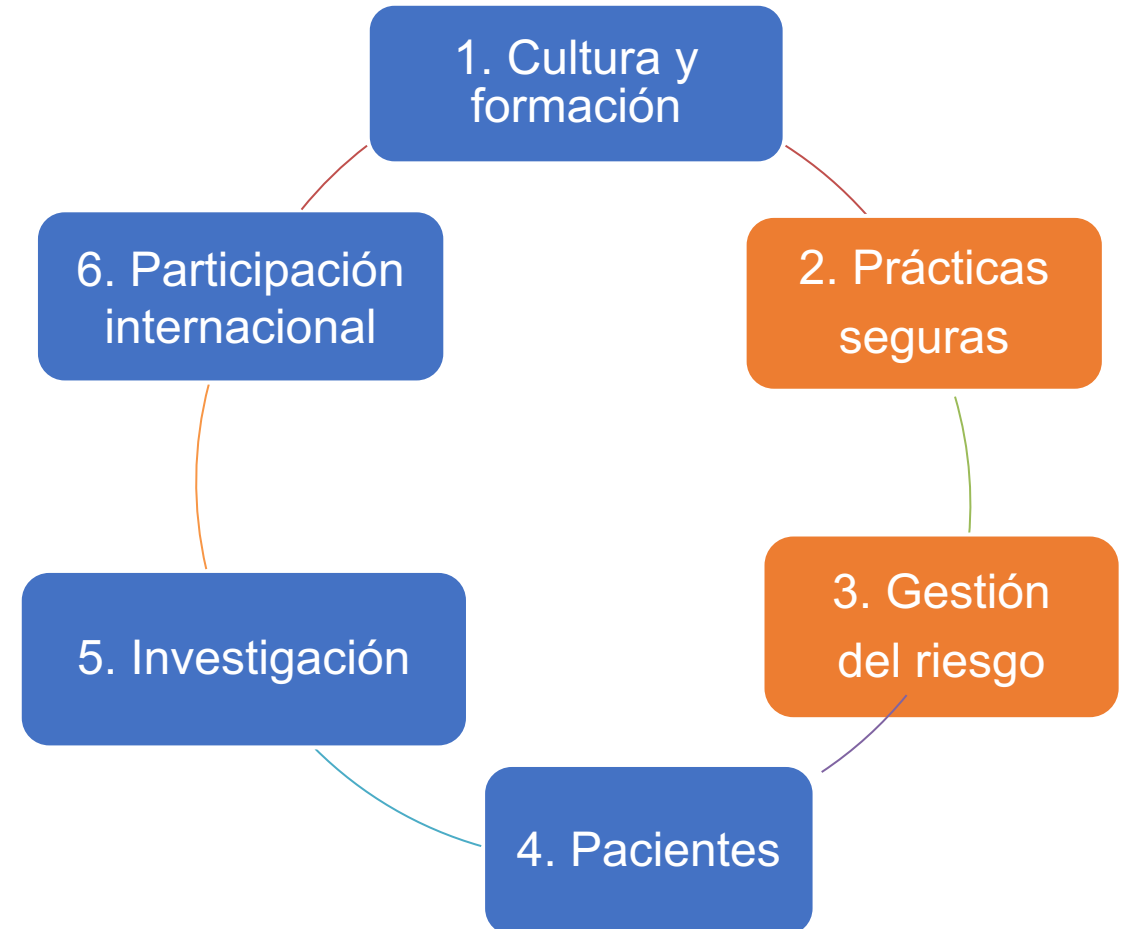 1. Cultura y
formación
2. Prácticas
seguras
3. Gestión
del riesgo
4. Pacientes
5. Investigación
6. Participación
internacional